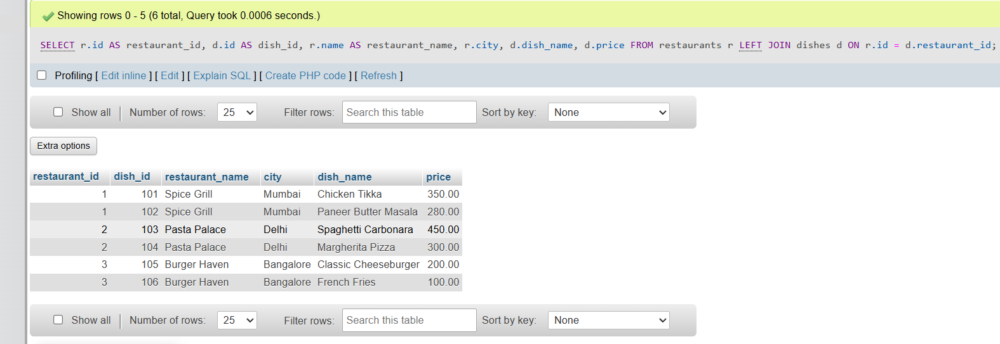 Showing rows 0 - 5 (6 total, Query took 0.0006 seconds.)
SELECT r.id AS restaurant_id, d.id AS dish_id, r.name AS restaurant_name, r.city, d.dish_name, d.price FROM restaurants r LEFT JOIN dishes d ON r.id = d.restaurant_id;
Profiling [ Edit inline ] [ Edit ] [ Explain SQL ] [ Create PHP code ] [ Refresh ]
Show all Number of rows: 25 Filter rows: Search this table Sort by key: None
Extra options
restaurant_id dish_id restaurant_name city dish_name price
1 101 Spice Grill Mumbai Chicken Tikka 350.00
1 102 Spice Grill Mumbai Paneer Butter Masala 280.00
2 103 Pasta Palace Delhi Spaghetti Carbonara 450.00
2 104 Pasta Palace Delhi Margherita Pizza 300.00
3 105 Burger Haven Bangalore Classic Cheeseburger 200.00
3 106 Burger Haven Bangalore French Fries 100.00
Show all Number of rows: 25 Filter rows: Search this table Sort by key: None